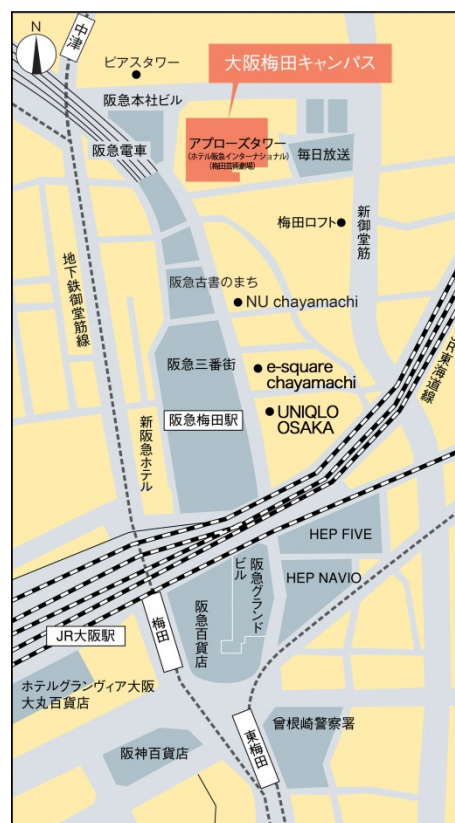 N
中津
ピアスタワー
大阪梅田キャンパス
阪急本社ビル
アプローズタワー
(ホテル阪急インターナショナル)
(梅田芸術劇場)
阪急電車
毎日放送
新御堂筋
梅田ロフト
地下鉄御堂筋線
阪急古書のまち
NU chayamachi
JR東海道線
阪急三番街
e-square
chayamachi
阪急梅田駅
UNIQLO
OSAKA
新阪急ホテル
HEP FIVE
阪急グランド
ビル
HEP NAVIO
梅田
阪急百貨店
JR大阪駅
ホテルグランヴィア大阪
大丸百貨店
東梅田
曾根崎警察署
阪神百貨店